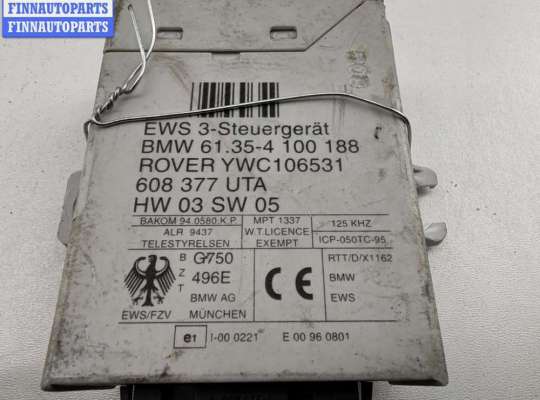 FINNAUTOPARTS
FINNAUTOPARTS
EWS 3-Steuergerät
BMW 61.35-4 100 188
ROVER YWC106531
608 377 UTA
HW 03 SW 05
BAKOM 94.0580.K.P.
ALR 9437
TELESTYRELSEN
MPT 1337
W.T.LICENCE
EXEMPT
125 KHZ
ICP-050TC-95
B Z T
G750
496E
BMW AG
EWS/FZV MÜNCHEN
CE
RTT/D/X1162
BMW
EWS
e1 1-00 0221 E 00 96 0801